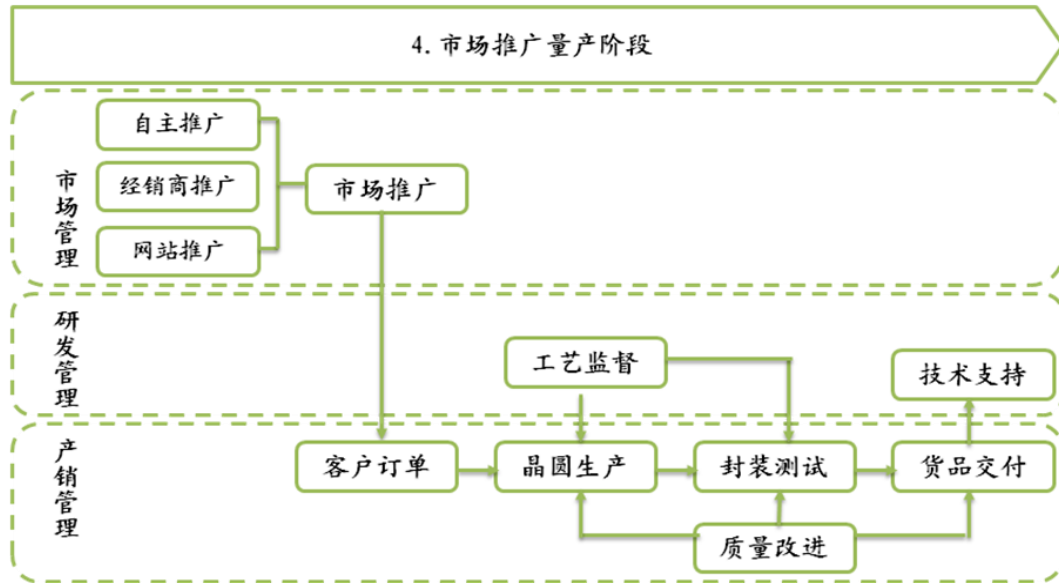 4.市场推广量产阶段
市场管理
自主推广
经销商推广
网站推广
市场推广
研发管理
工艺监督
技术支持
产销管理
客户订单
晶圆生产
封装测试
货品交付
质量改进